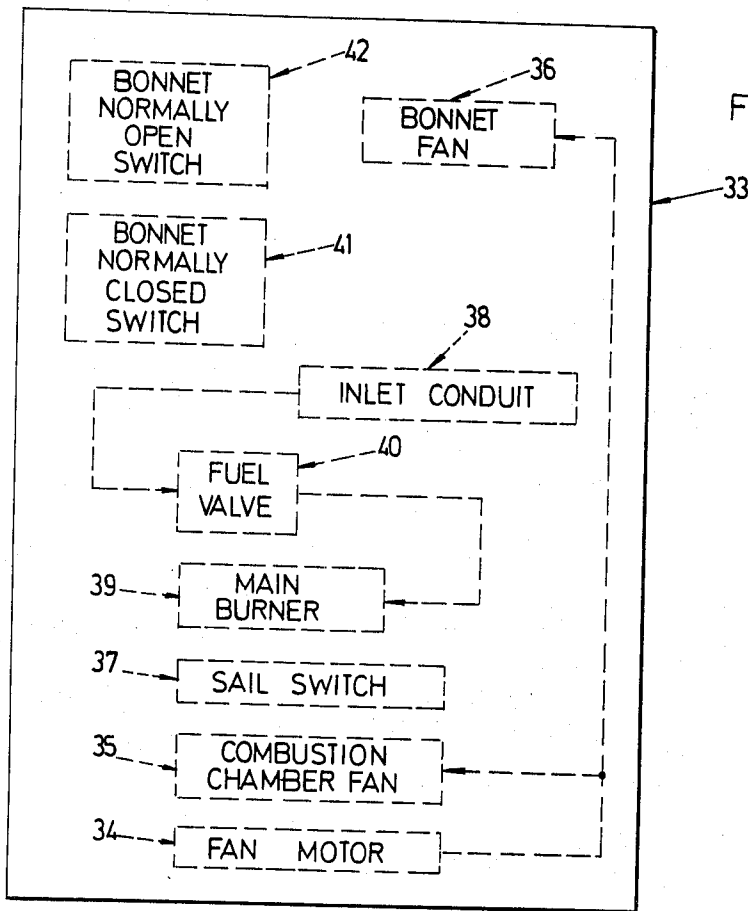 42
BONNET
NORMALLY
OPEN
SWITCH
36
BONNET
FAN
F
33
BONNET
NORMALLY
CLOSED
SWITCH
41
38
INLET CONDUIT
40
FUEL
VALVE
39
MAIN
BURNER
37
SAIL SWITCH
35
COMBUSTION
CHAMBER FAN
34
FAN MOTOR